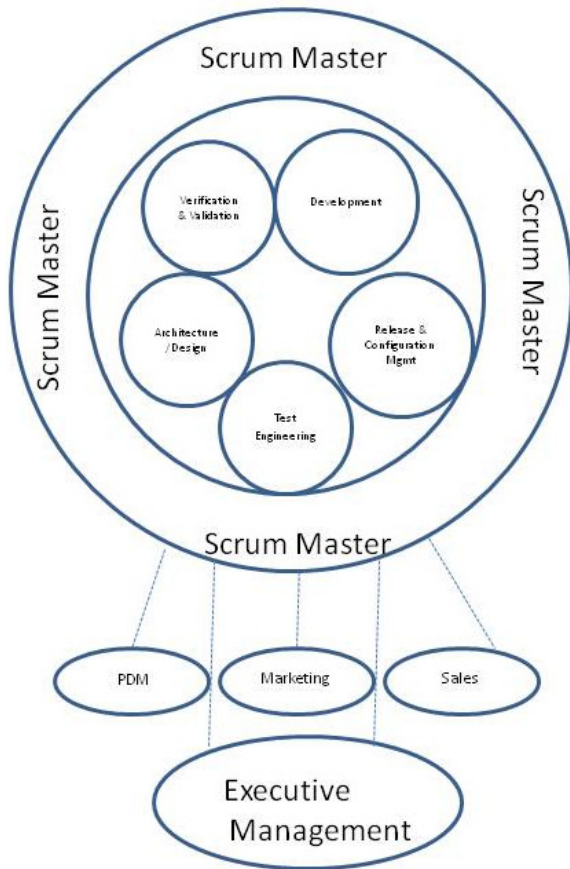 Scrum Master
Verification
& Validation
Development
Scrum Master
Scrum Master
Architecture
/Design
Release &
Configuration
Mgmt
Test
Engineering
Scrum Master
PDM
Marketing
Sales
Executive
Management